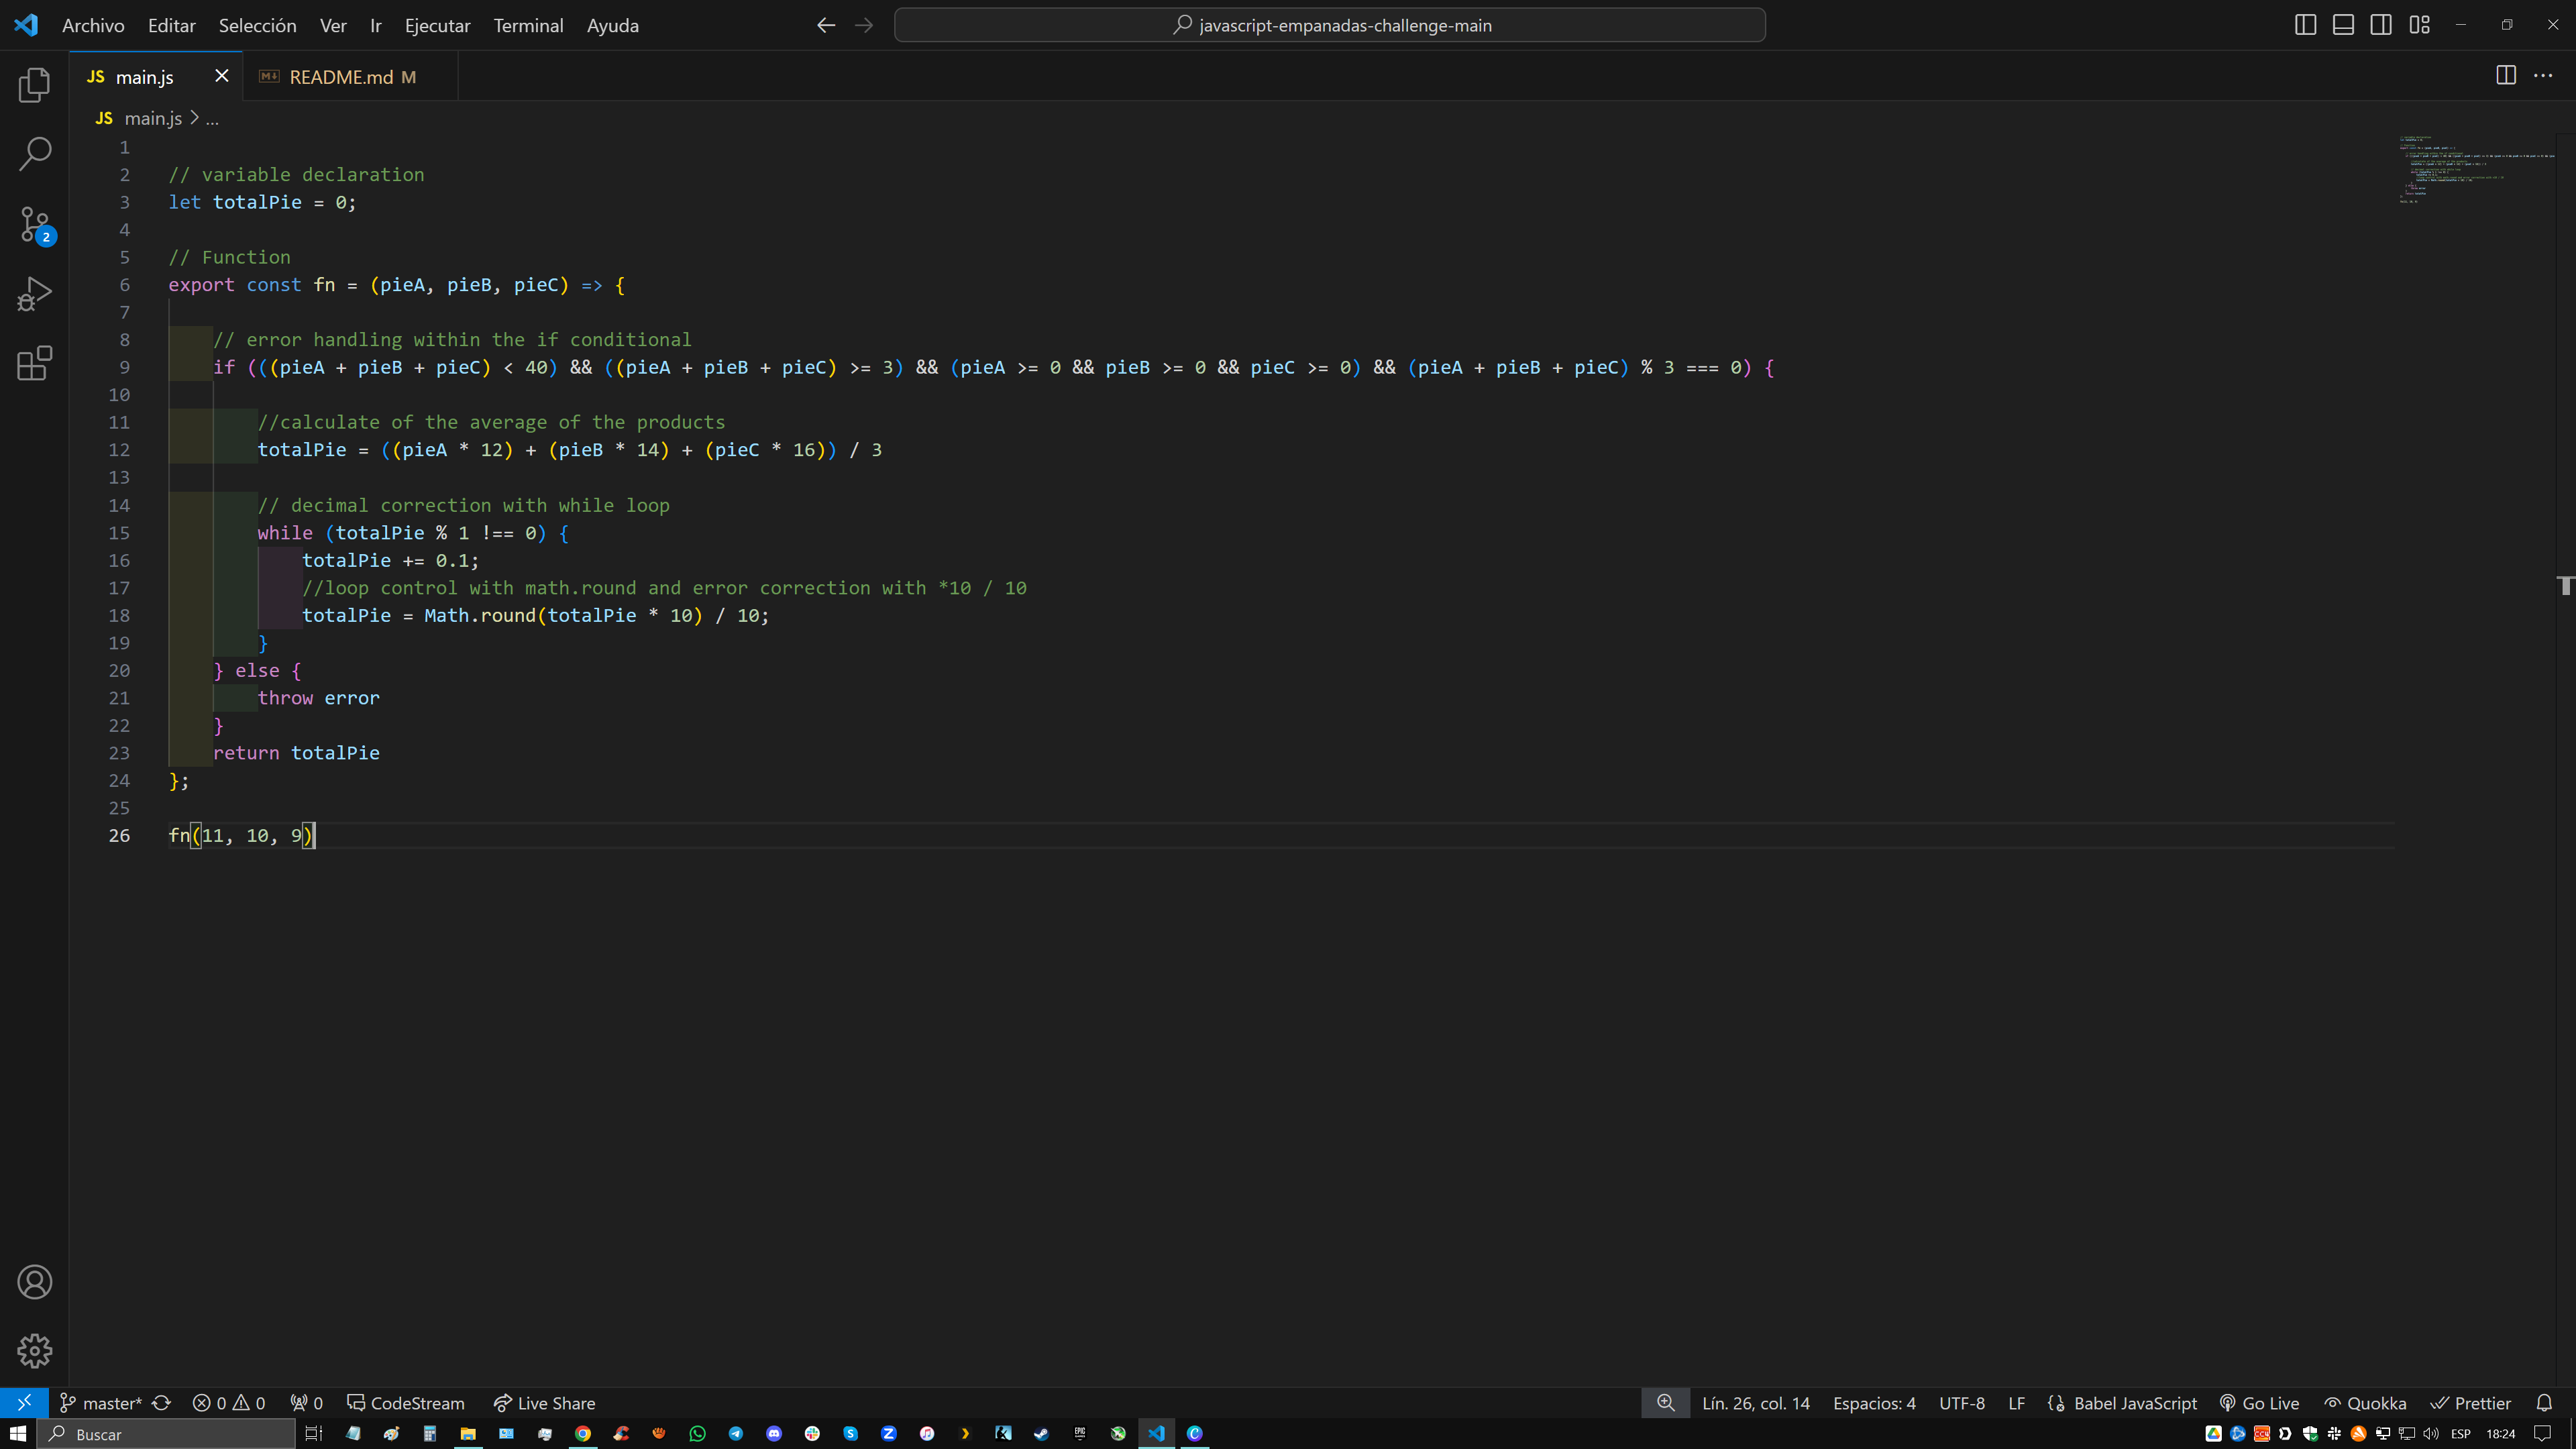 Archivo Editar Selección Ver Ir Ejecutar Terminal Ayuda javascript-empanadas-challenge-main
JS main.js README.md M
JS main.js > ...
1
2 // variable declaration
3 let totalPie = 0;
4
5 // Function
6 export const fn = (pieA, pieB, pieC) => {
7
8 // error handling within the if conditional
9 if (((pieA + pieB + pieC) < 40) && ((pieA + pieB + pieC) >= 3) && (pieA >= 0 && pieB >= 0 && pieC >= 0) && (pieA + pieB + pieC) % 3 === 0) {
10
11 //calculate of the average of the products
12 totalPie = ((pieA * 12) + (pieB * 14) + (pieC * 16)) / 3
13
14 // decimal correction with while loop
15 while (totalPie % 1 !== 0) {
16 totalPie += 0.1;
17 //loop control with math.round and error correction with *10 / 10
18 totalPie = Math.round(totalPie * 10) / 10;
19 }
20 } else {
21 throw error
22 }
23 return totalPie
24 };
25
26 fn(11, 10, 9)
2
master* 0 0 0 CodeStream Live Share Lín. 26, col. 14 Espacios: 4 UTF-8 LF Babel JavaScript Go Live Quokka Prettier
Buscar ESP 18:24